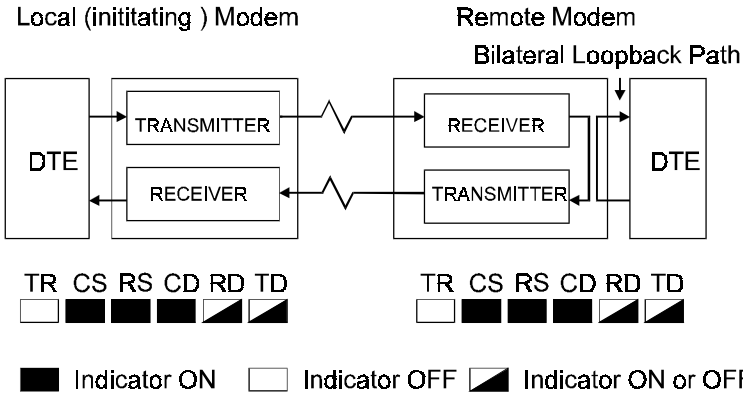 Local (inititating ) Modem
Remote Modem
Bilateral Loopback Path
DTE
TRANSMITTER
RECEIVER
RECEIVER
TRANSMITTER
DTE
TR CS RS CD RD TD
TR CS RS CD RD TD
Indicator ON
Indicator OFF
Indicator ON or OFF